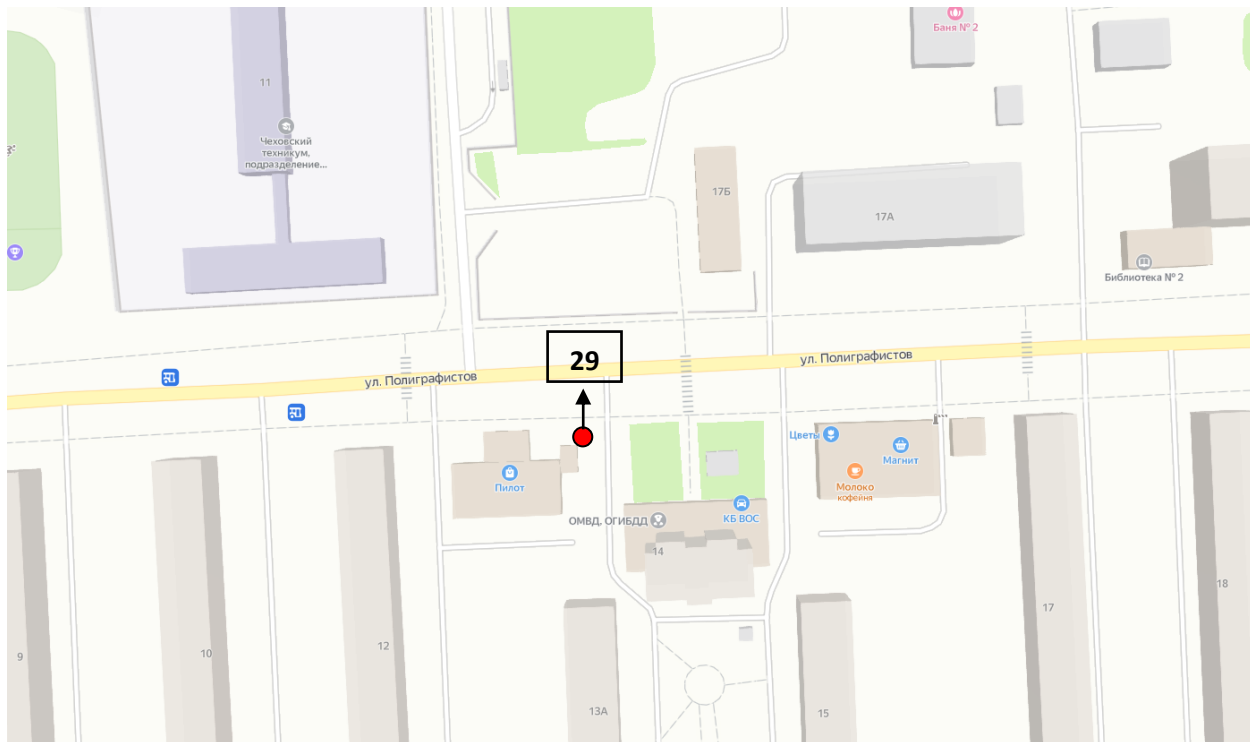 Баня № 2
11
Чеховский
техникум,
подразделение...
17Б
17А
Библиотека № 2
29
ул. Полиграфистов
ул. Полиграфистов
Цветы
Магнит
Молоко
кофейня
Пилот
ОМВД, ОГИБДД
КБ ВОС
14
9
10
12
13А
15
17
18